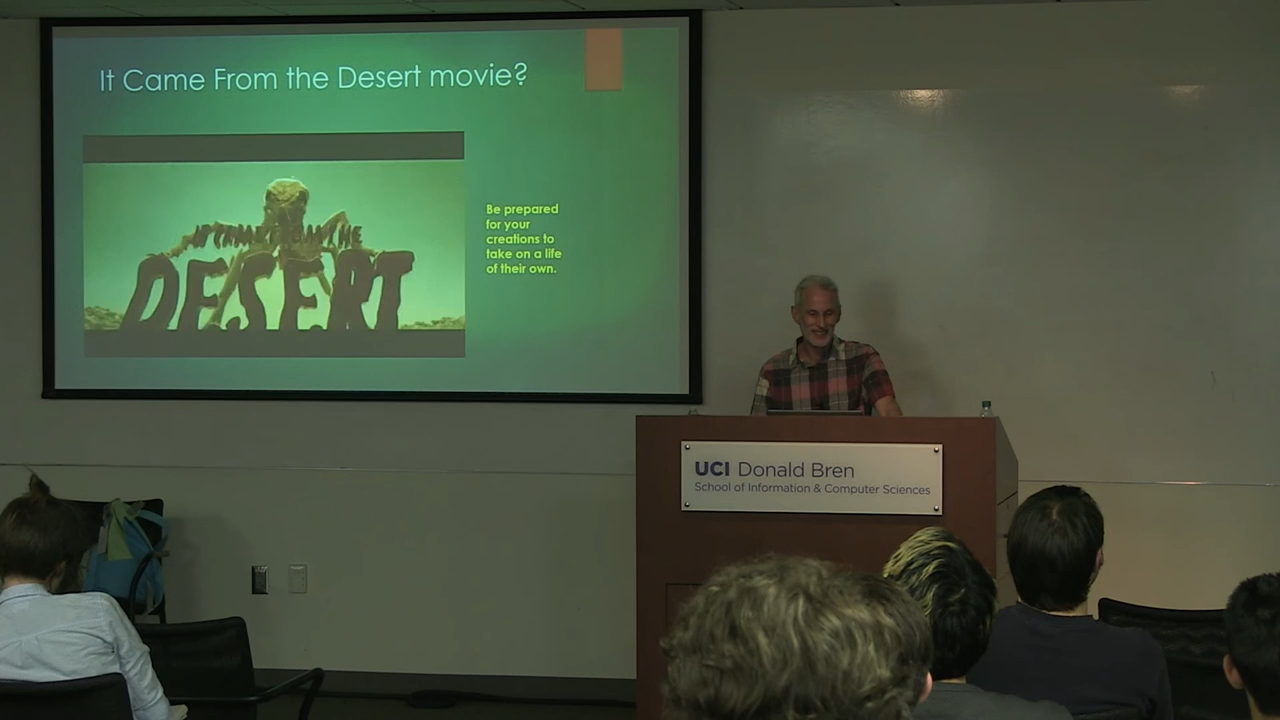 It Came From the Desert movie?
DESERT
Be prepared
for your
creations to
take on a life
of their own.
UCI Donald Bren
School of Information & Computer Sciences